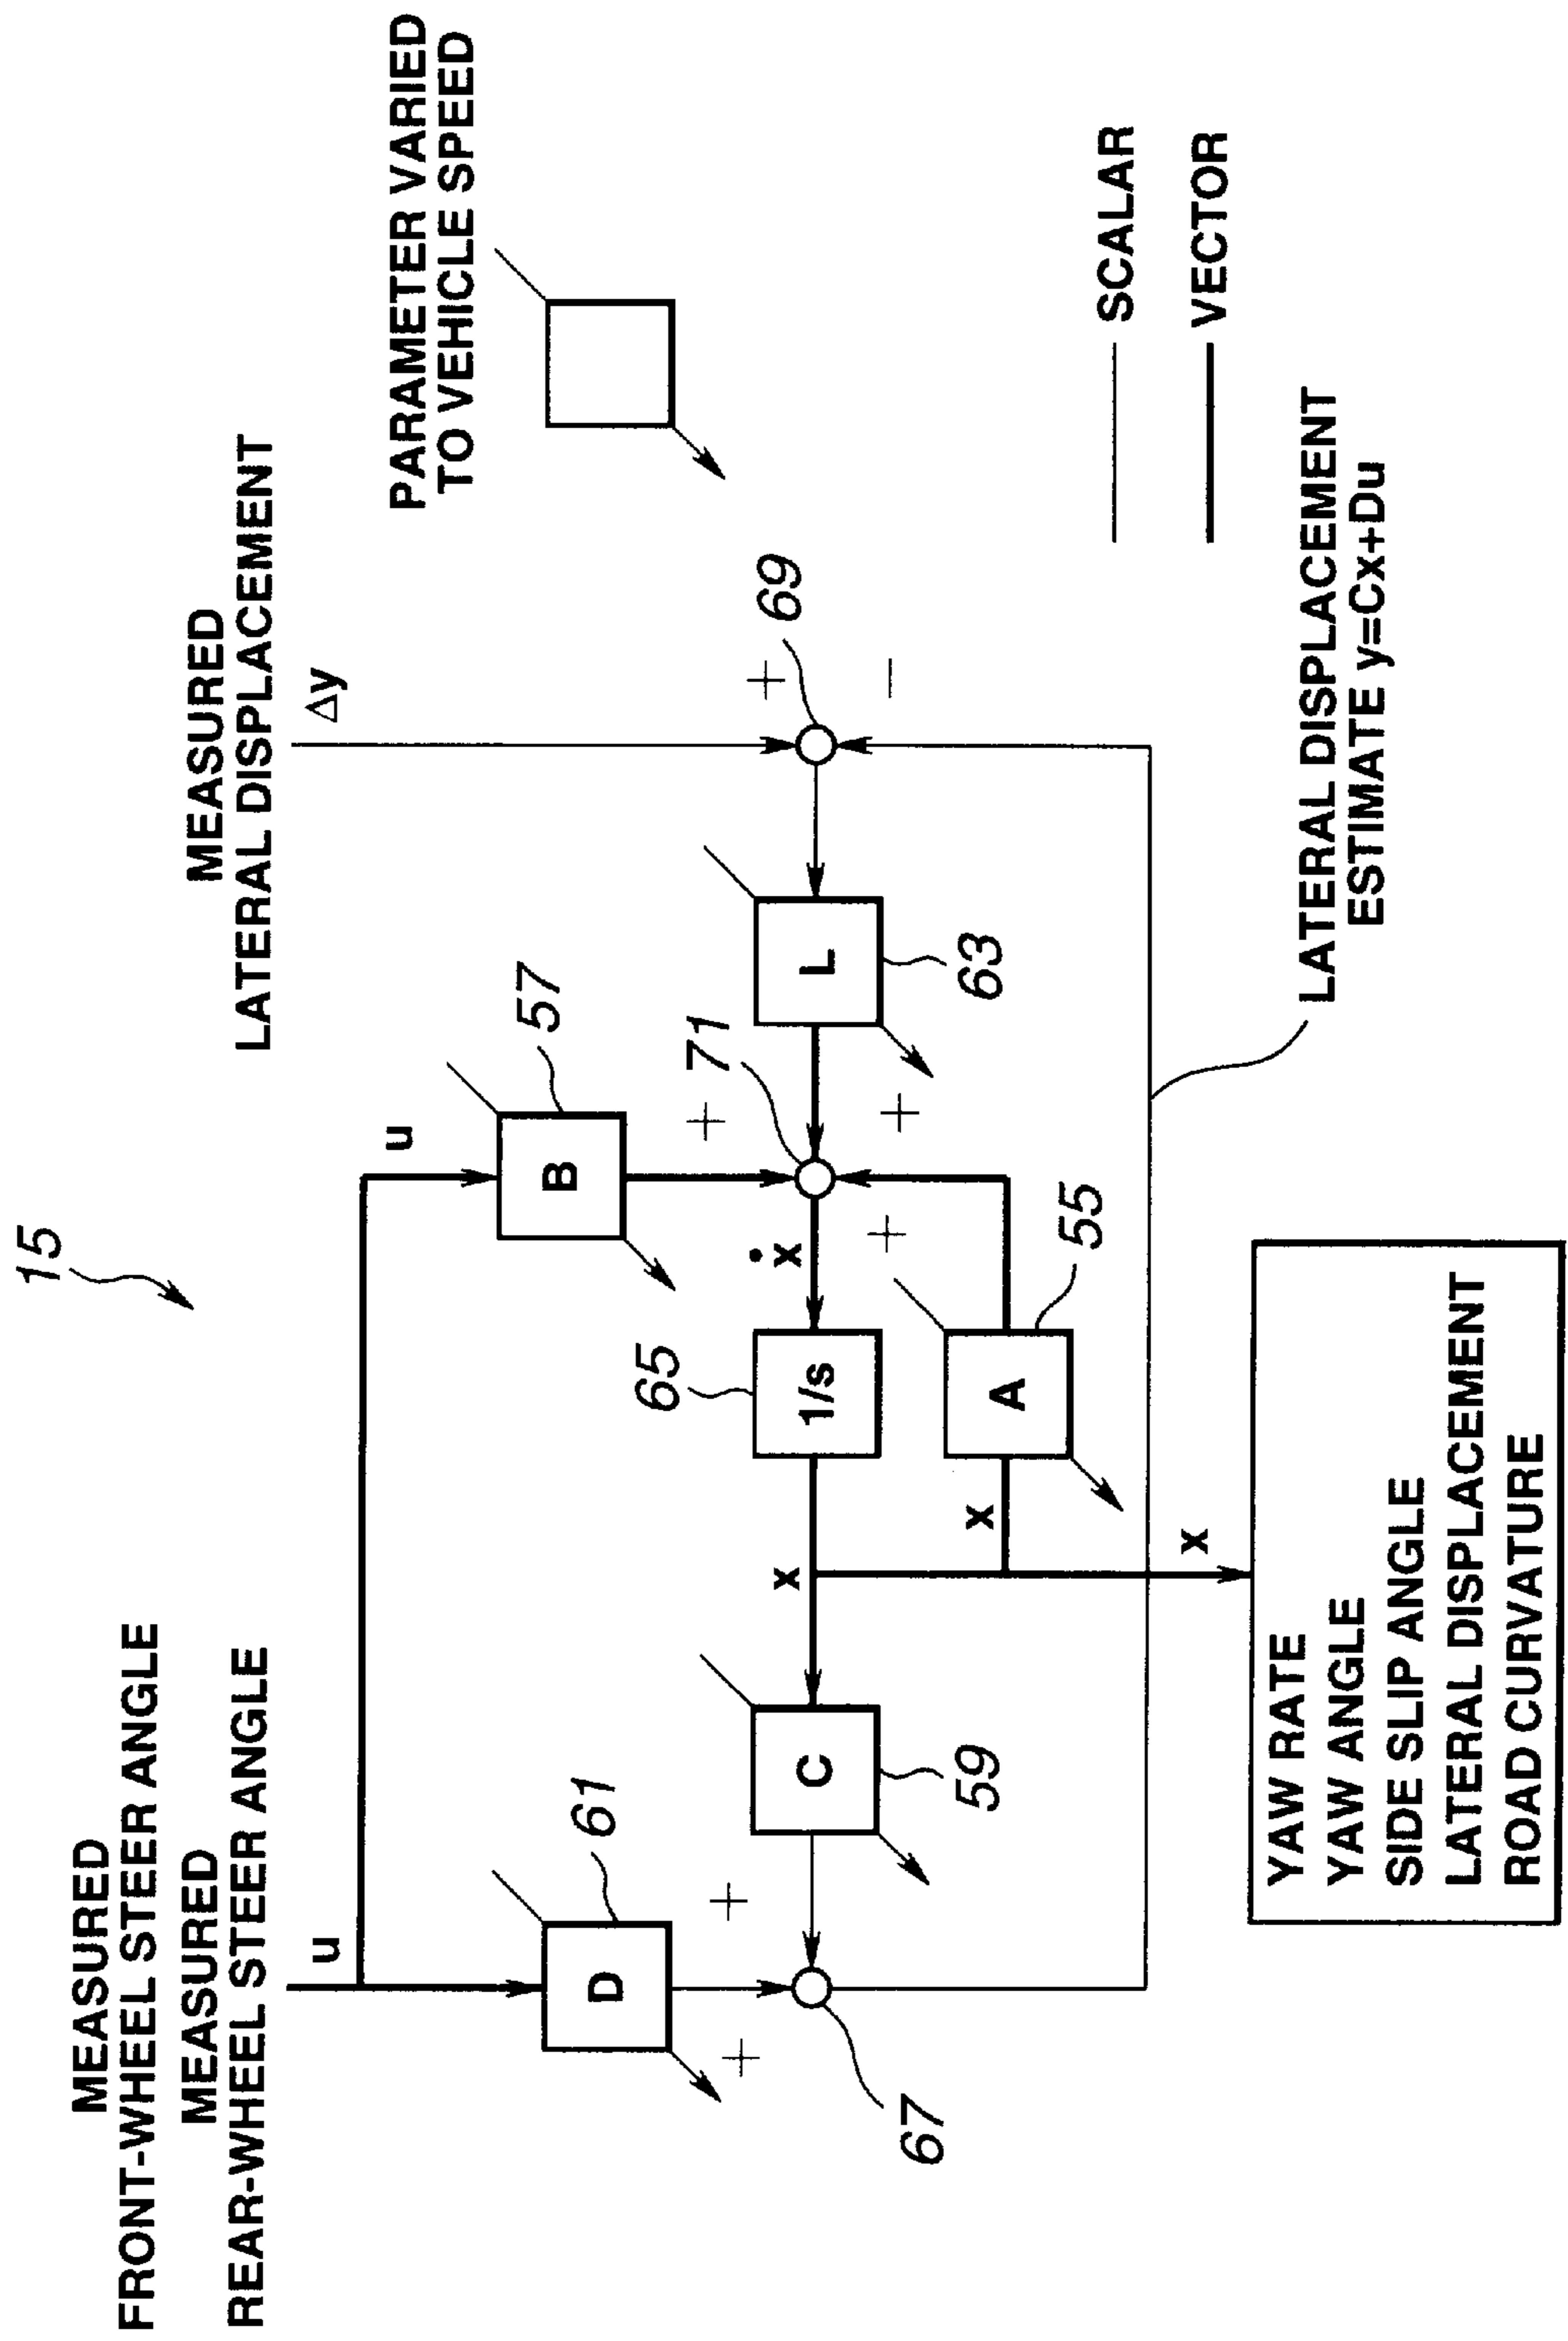 15
MEASURED
FRONT-WHEEL STEER ANGLE
MEASURED
REAR-WHEEL STEER ANGLE
u
u
MEASURED
LATERAL DISPLACEMENT
Δy
PARAMETER VARIED
TO VEHICLE SPEED
D
61
B
57
+
+
67
C
59
x
65
1/s
ẋ
71
+
+
+
L
63
69
+
−
x
A
55
x
SCALAR
VECTOR
LATERAL DISPLACEMENT
ESTIMATE y=Cx+Du
YAW RATE
YAW ANGLE
SIDE SLIP ANGLE
LATERAL DISPLACEMENT
ROAD CURVATURE